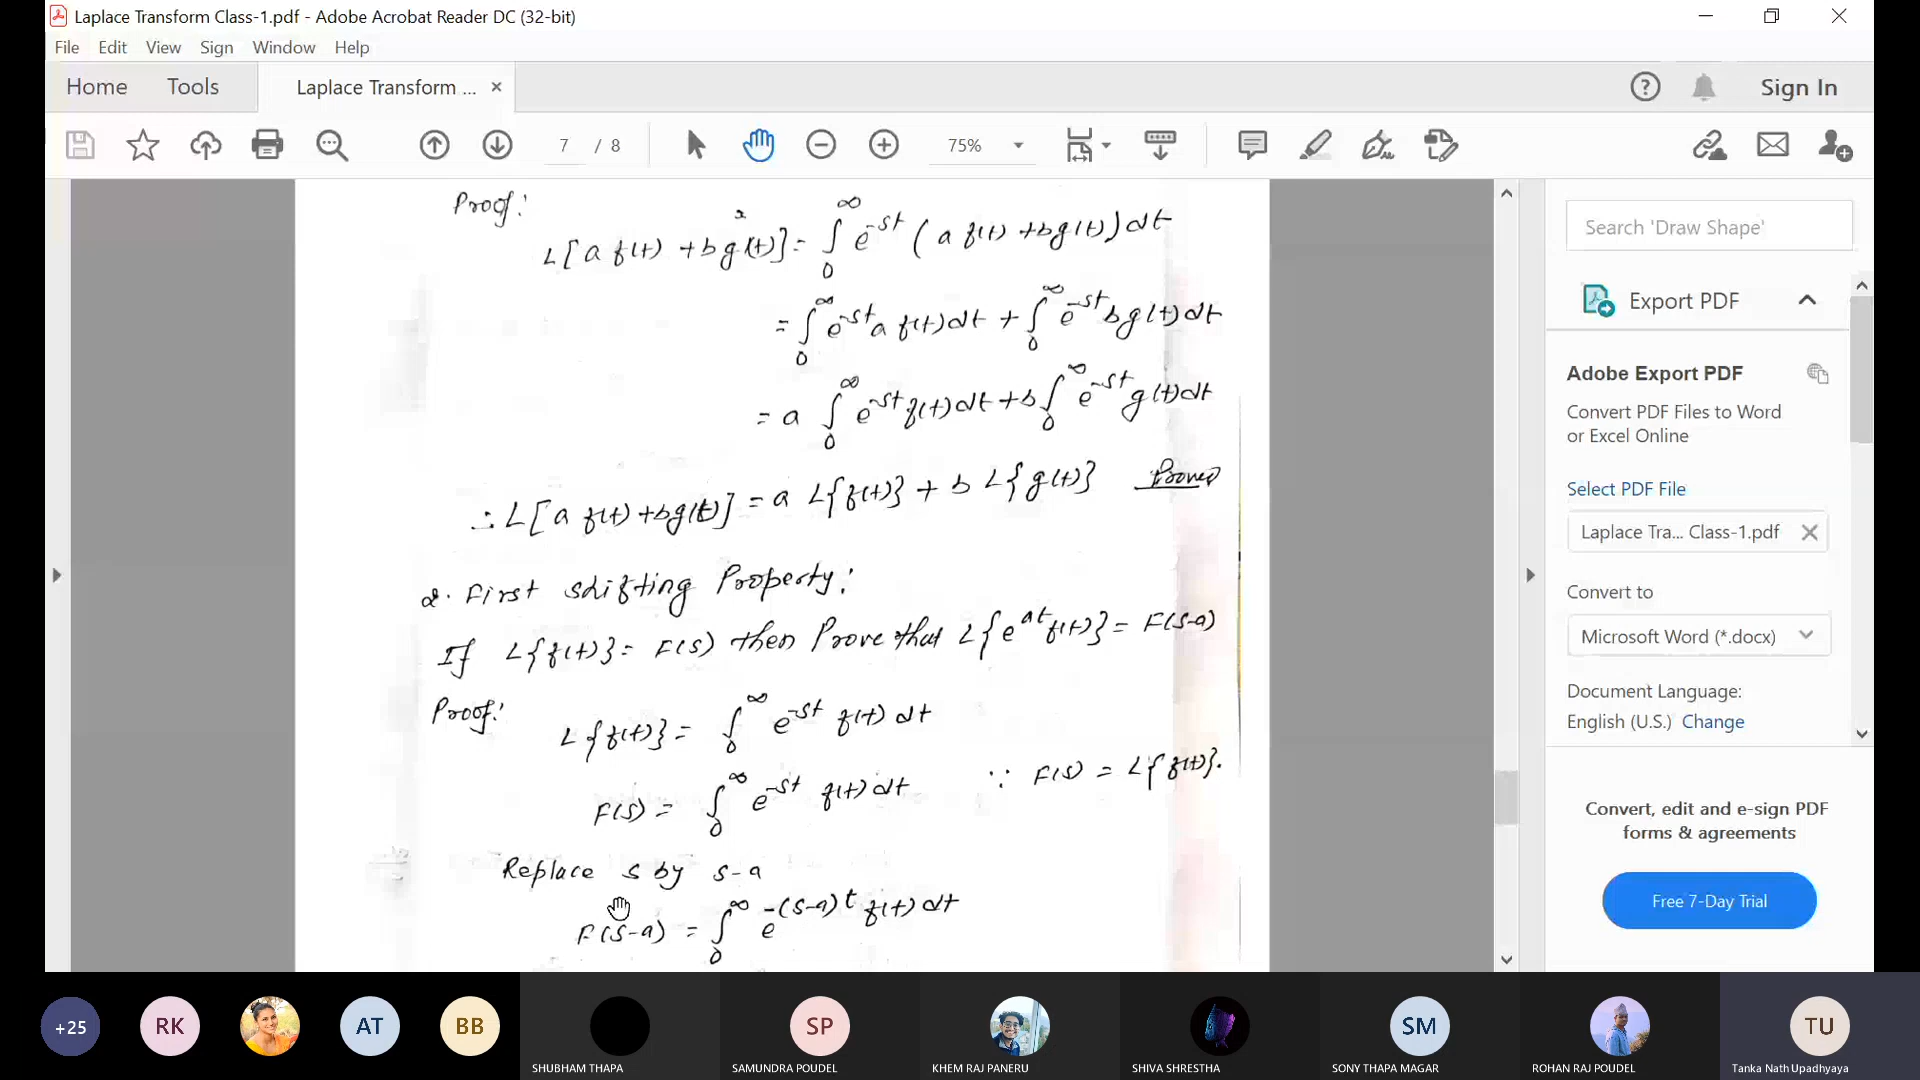 Laplace Transform Class-1.pdf - Adobe Acrobat Reader DC (32-bit)
File Edit View Sign Window Help
Home Tools Laplace Transform ... × Sign In
7 / 8 75%
Proof:
L[a f(t) + b g(t)] = ∫₀^∞ e^-st (a f(t) + b g(t)) dt
= ∫₀^∞ e^-st a f(t) dt + ∫₀^∞ e^-st b g(t) dt
= a ∫₀^∞ e^-st f(t) dt + b ∫₀^∞ e^-st g(t) dt
∴ L[a f(t) + b g(t)] = a L{f(t)} + b L{g(t)} Proved
2. First shifting Property:
If L{f(t)} = F(s) then Prove that L{e^at f(t)} = F(s-a)
Proof:
L{f(t)} = ∫₀^∞ e^-st f(t) dt
F(s) = ∫₀^∞ e^-st f(t) dt ∵ F(s) = L{f(t)}.
Replace s by s-a
F(s-a) = ∫₀^∞ e^-(s-a)t f(t) dt
Search 'Draw Shape'
Export PDF
Adobe Export PDF
Convert PDF Files to Word
or Excel Online
Select PDF File
Laplace Tra... Class-1.pdf
Convert to
Microsoft Word (*.docx)
Document Language:
English (U.S.) Change
Convert, edit and e-sign PDF
forms & agreements
Free 7-Day Trial
+25 RK AT BB SP SM TU
SHUBHAM THAPA SAMUNDRA POUDEL KHEM RAJ PANERU SHIVA SHRESTHA SONY THAPA MAGAR ROHAN RAJ POUDEL Tanka Nath Upadhyaya